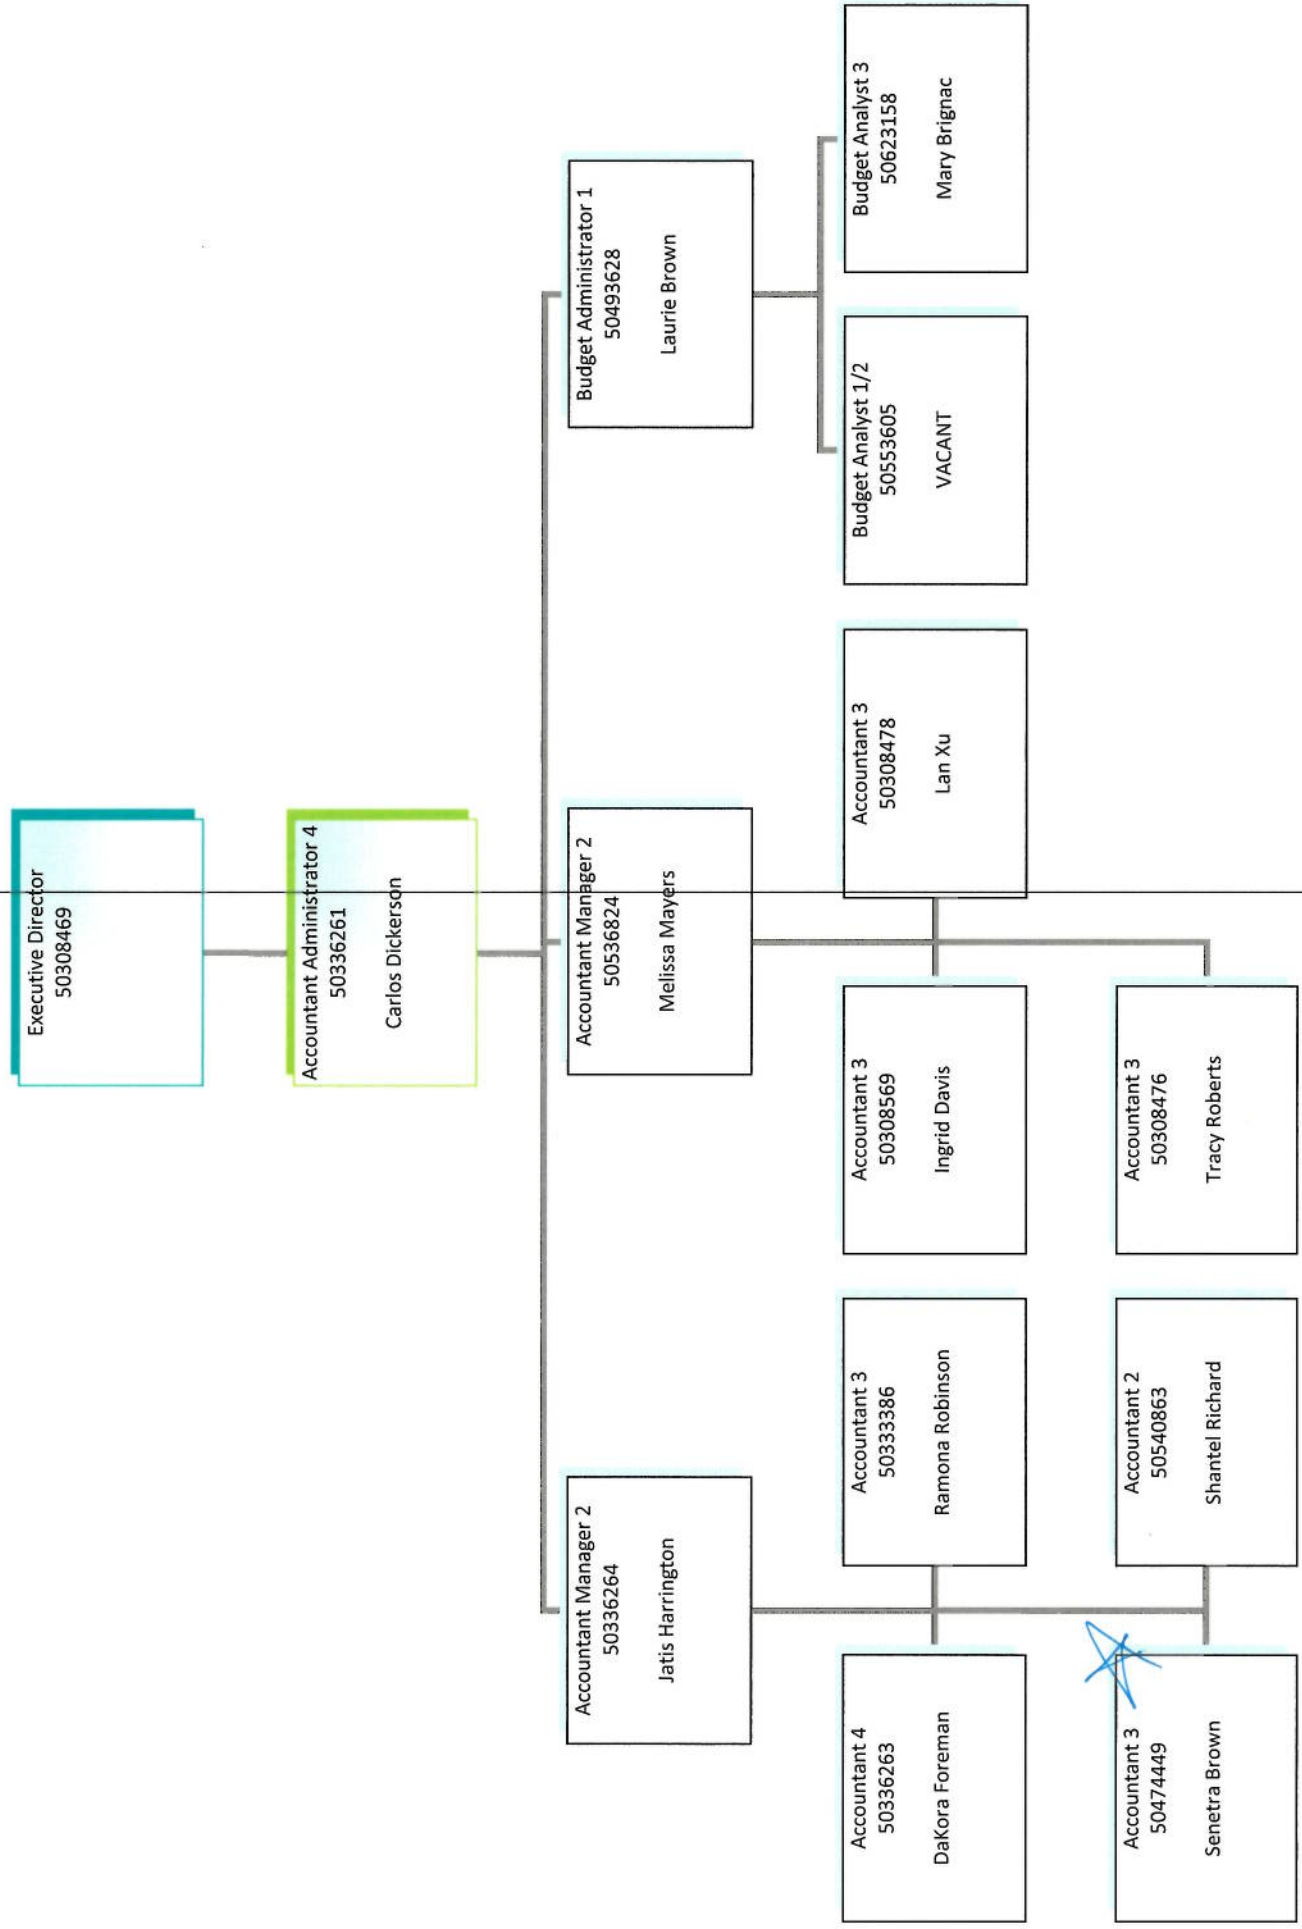 Executive Director
50308469
Accountant Administrator 4
50336261
Carlos Dickerson
Accountant Manager 2
50336264
Jatis Harrington
Accountant Manager 2
50536824
Melissa Mayers
Budget Administrator 1
50493628
Laurie Brown
Accountant 4
50336263
DaKora Foreman
Accountant 3
50333386
Ramona Robinson
Accountant 3
50308569
Ingrid Davis
Accountant 3
50308478
Lan Xu
Budget Analyst 1/2
50553605
VACANT
Budget Analyst 3
50623158
Mary Brignac
Accountant 3
50474449
Senetra Brown
Accountant 2
50540863
Shantel Richard
Accountant 3
50308476
Tracy Roberts